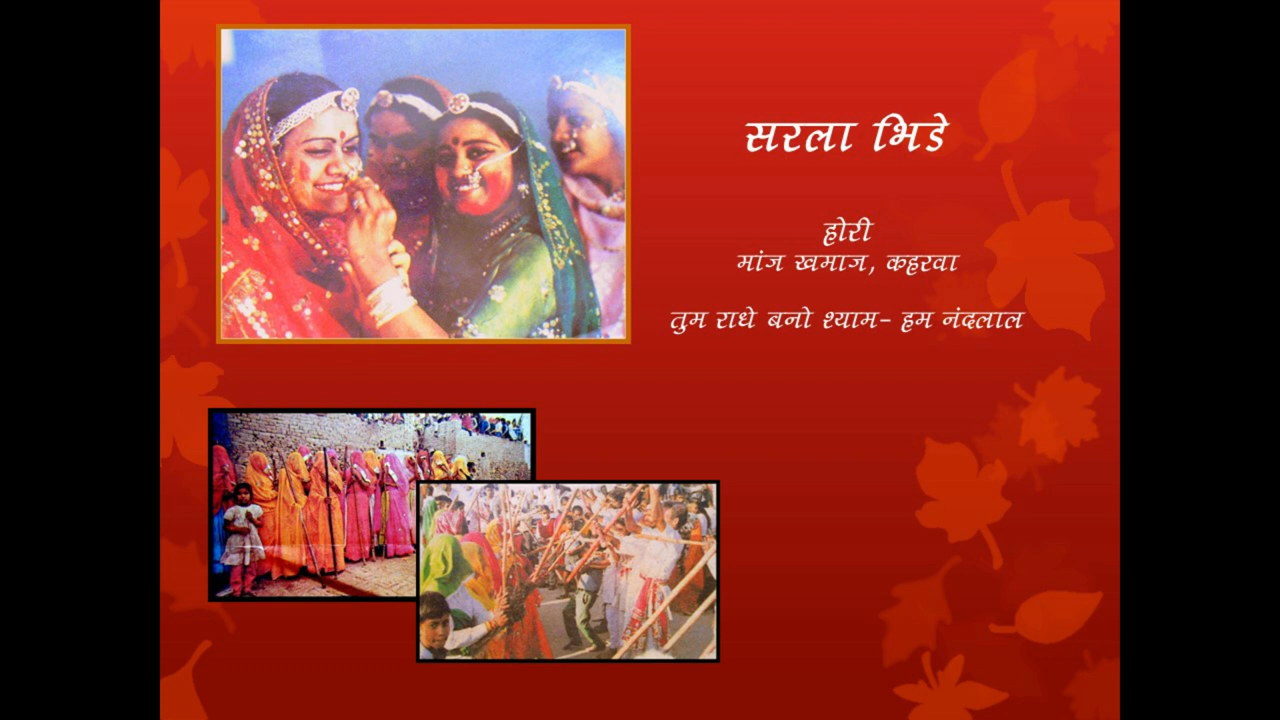 सरला भिडे
होरी
मांज खमाज, कहरवा
तुम राधे बनो श्याम- हम नंदलाल